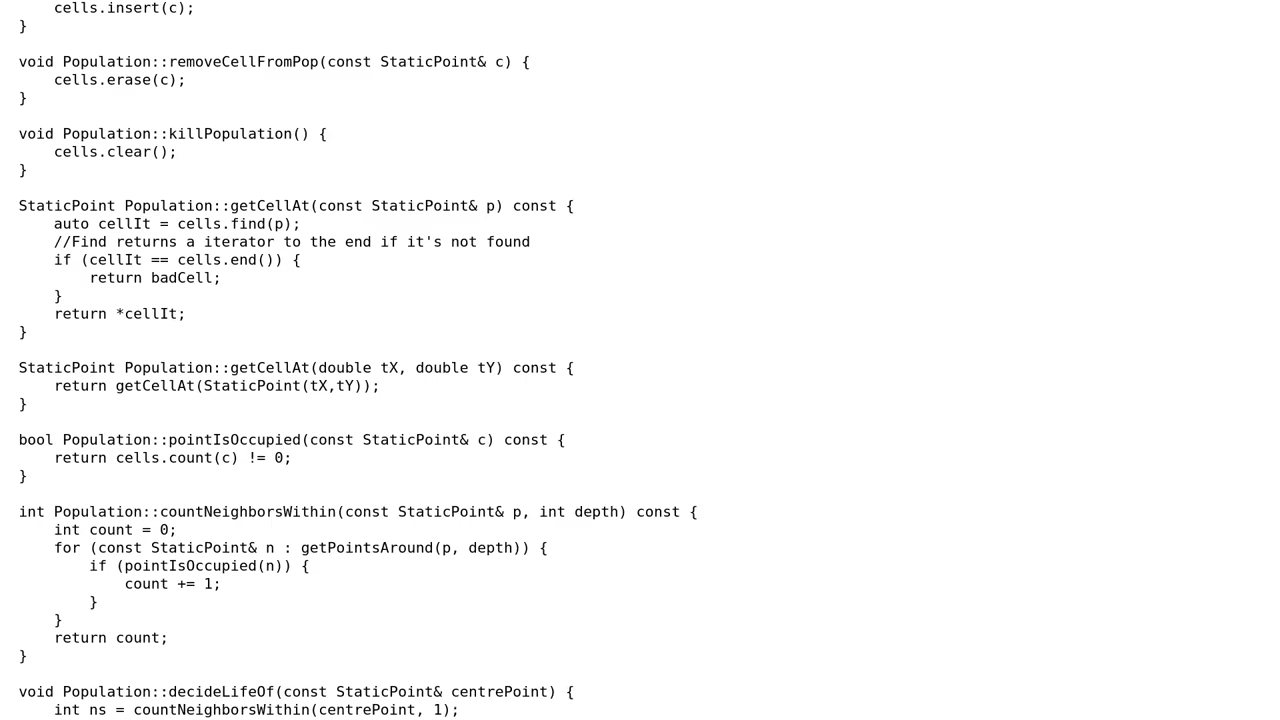 cells.insert(c);
}

void Population::removeCellFromPop(const StaticPoint& c) {
    cells.erase(c);
}

void Population::killPopulation() {
    cells.clear();
}

StaticPoint Population::getCellAt(const StaticPoint& p) const {
    auto cellIt = cells.find(p);
    //Find returns a iterator to the end if it's not found
    if (cellIt == cells.end()) {
        return badCell;
    }
    return *cellIt;
}

StaticPoint Population::getCellAt(double tX, double tY) const {
    return getCellAt(StaticPoint(tX,tY));
}

bool Population::pointIsOccupied(const StaticPoint& c) const {
    return cells.count(c) != 0;
}

int Population::countNeighborsWithin(const StaticPoint& p, int depth) const {
    int count = 0;
    for (const StaticPoint& n : getPointsAround(p, depth)) {
        if (pointIsOccupied(n)) {
            count += 1;
        }
    }
    return count;
}

void Population::decideLifeOf(const StaticPoint& centrePoint) {
    int ns = countNeighborsWithin(centrePoint, 1);